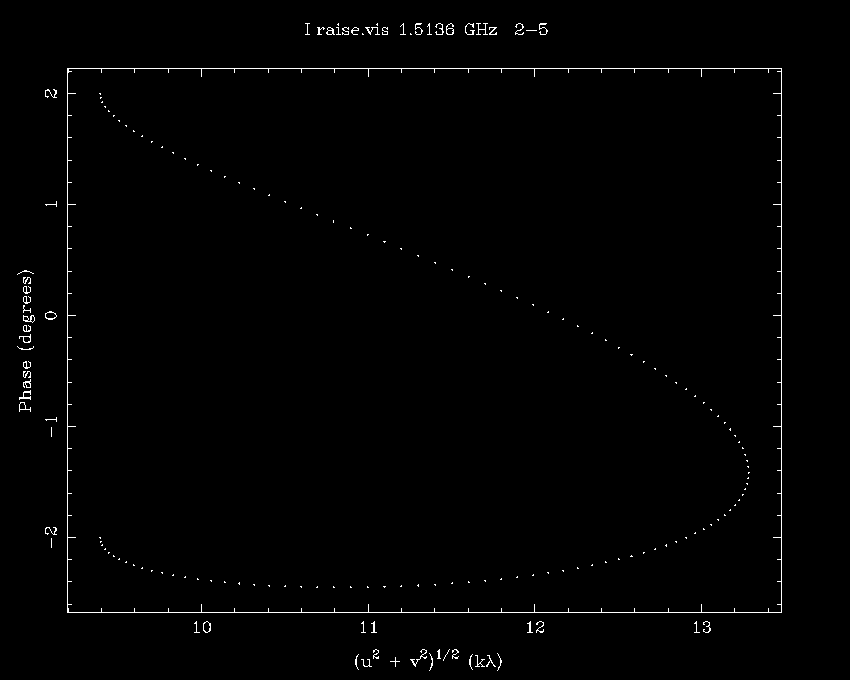 I raise.vis 1.5136 GHz 2-5
2
1
0
-1
-2
Phase (degrees)
10 11 12 13
(u² + v²)^1/2 (kλ)